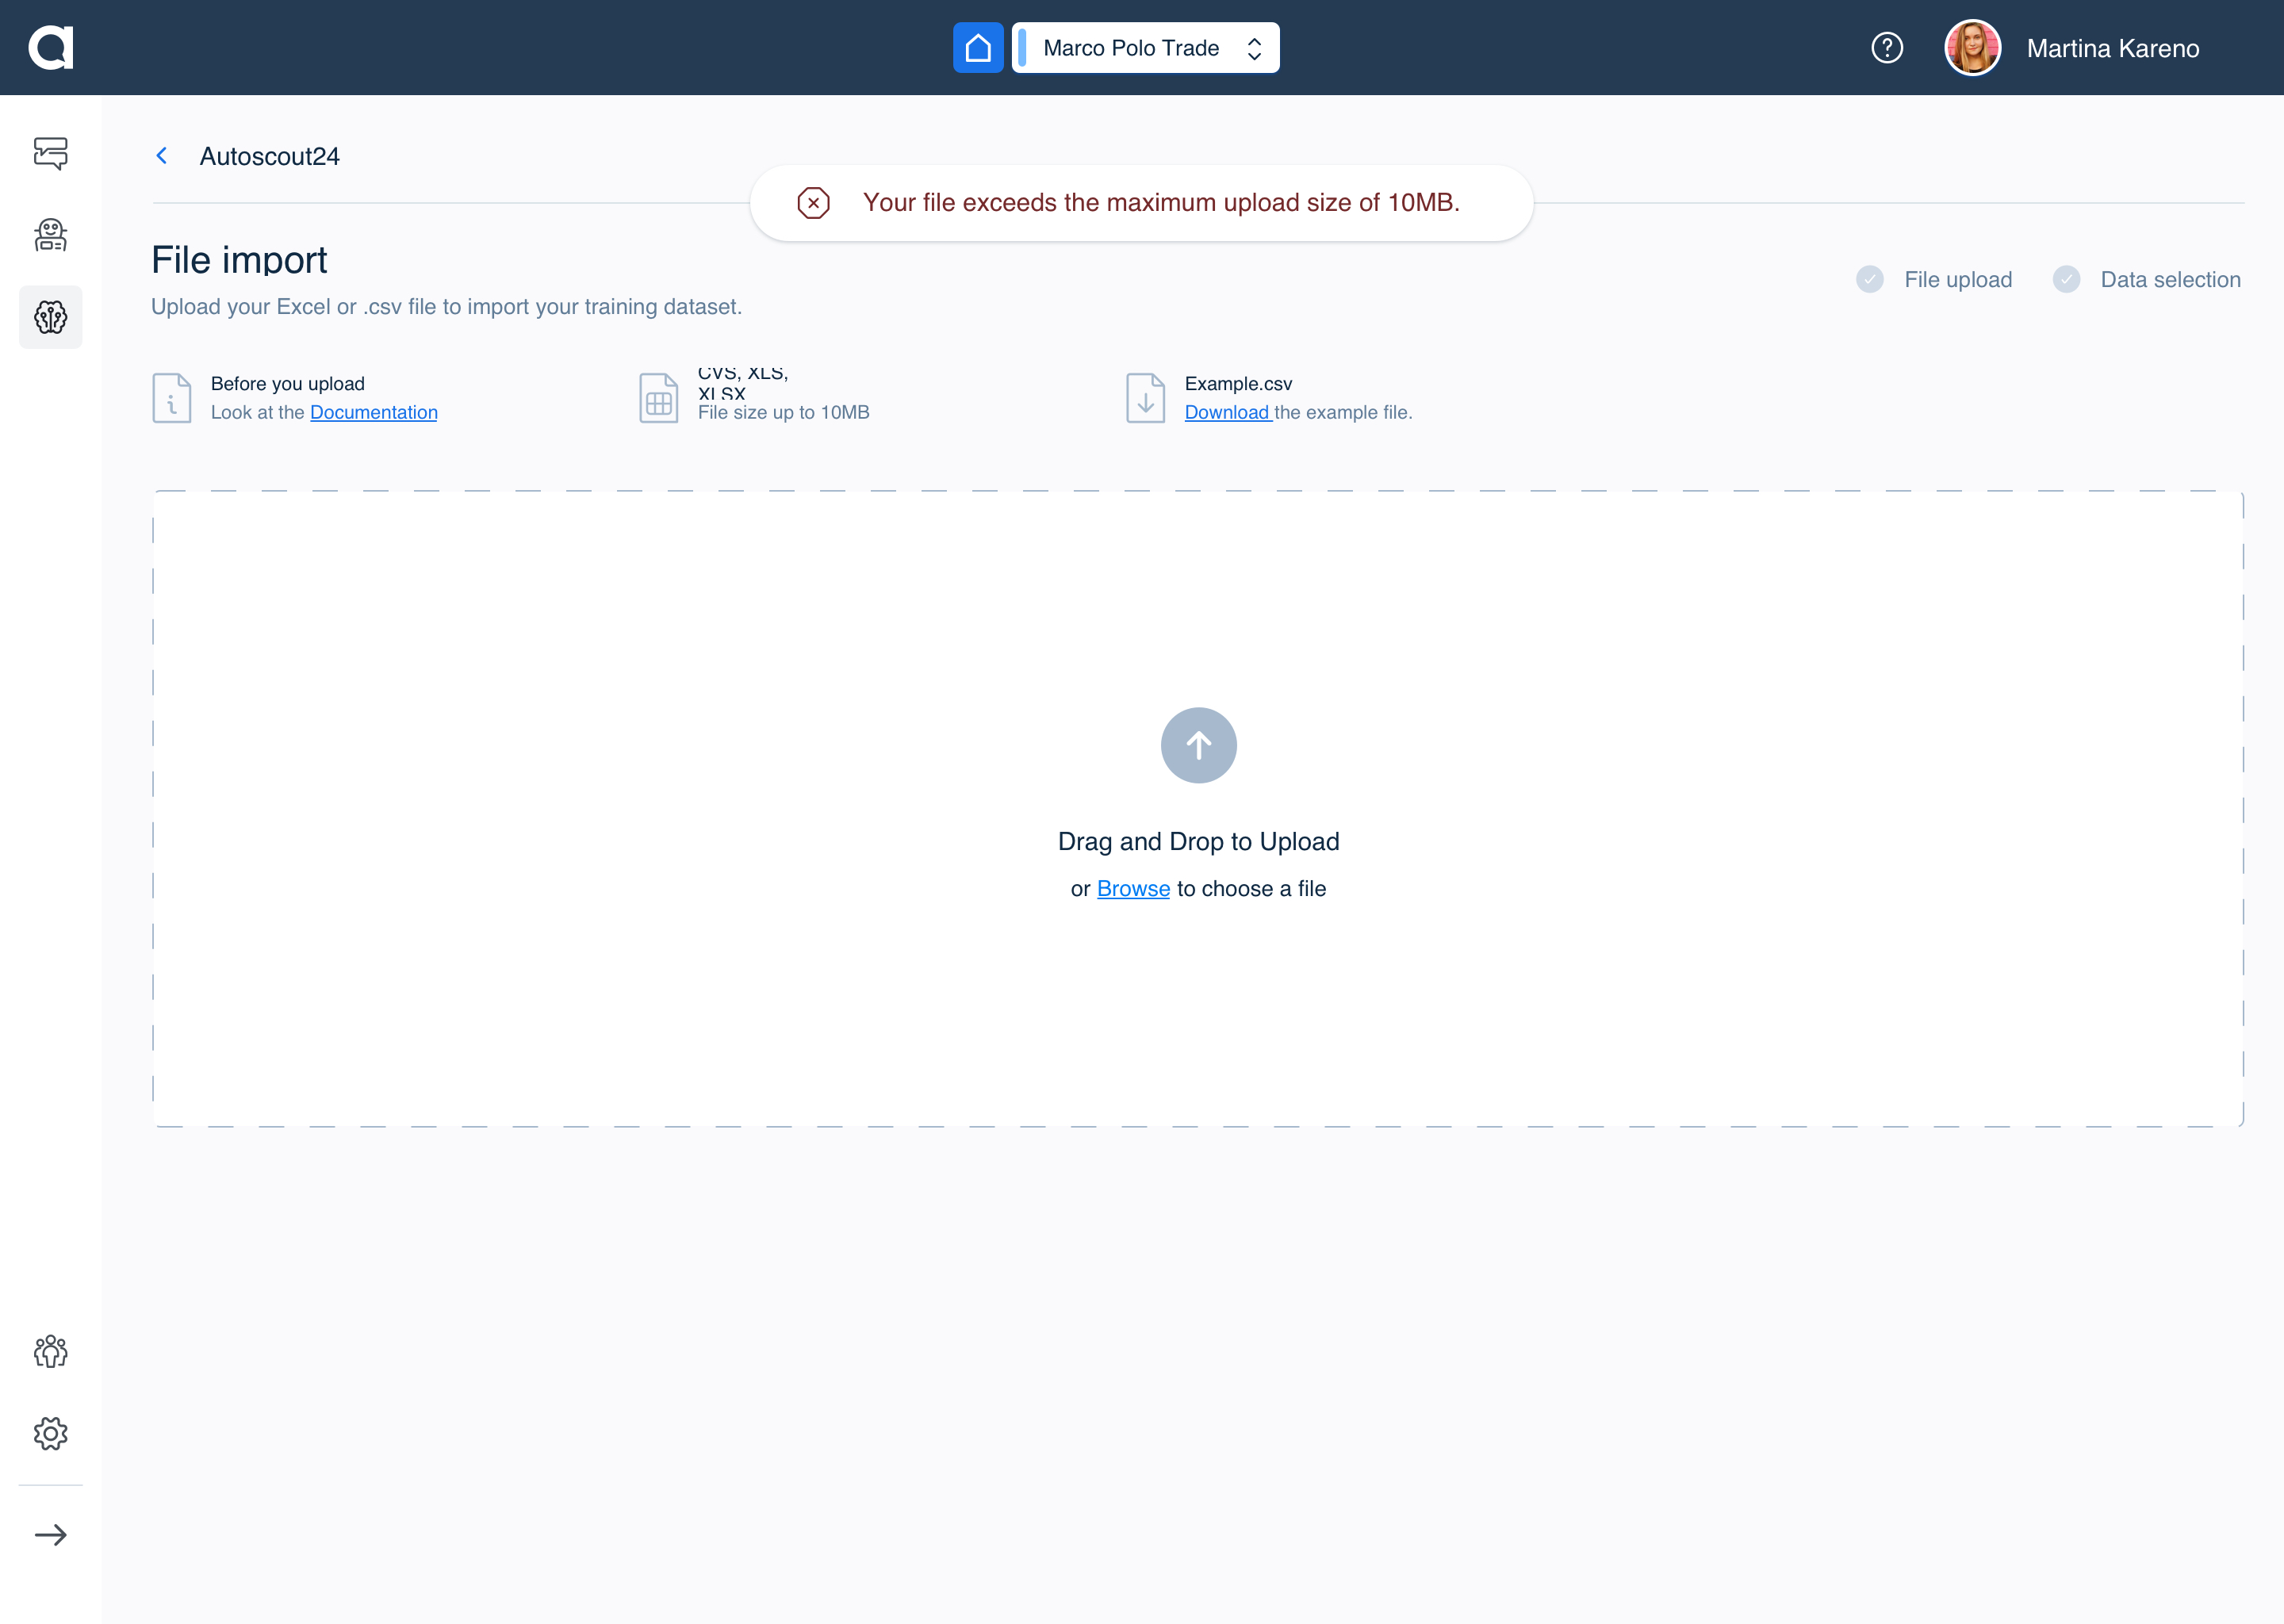 Marco Polo Trade
Martina Kareno
Autoscout24
Your file exceeds the maximum upload size of 10MB.
File import
Upload your Excel or .csv file to import your training dataset.
File upload
Data selection
Before you upload
Look at the Documentation
CVS, XLS,
XLSX
File size up to 10MB
Example.csv
Download the example file.
Drag and Drop to Upload
or Browse to choose a file